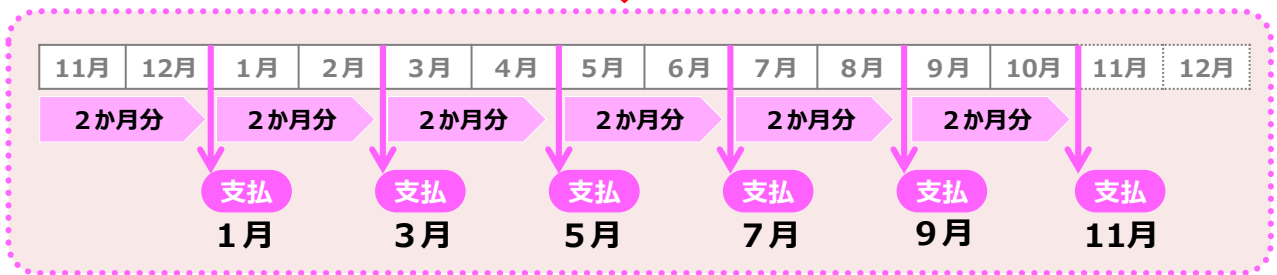 11月 12月 1月 2月 3月 4月 5月 6月 7月 8月 9月 10月 11月 12月
2か月分 2か月分 2か月分 2か月分 2か月分 2か月分
支払 支払 支払 支払 支払 支払
1月 3月 5月 7月 9月 11月